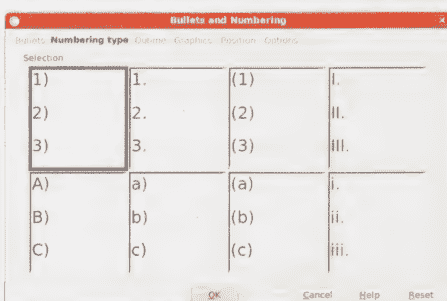 Bullets and Numbering
Bullets Numbering type Outline Graphics Position Options
Selection
1) 1. (1) I.
2) 2. (2) II.
3) 3. (3) III.
A) a) (a) i.
B) b) (b) ii.
C) c) (c) iii.
OK Cancel Help Reset